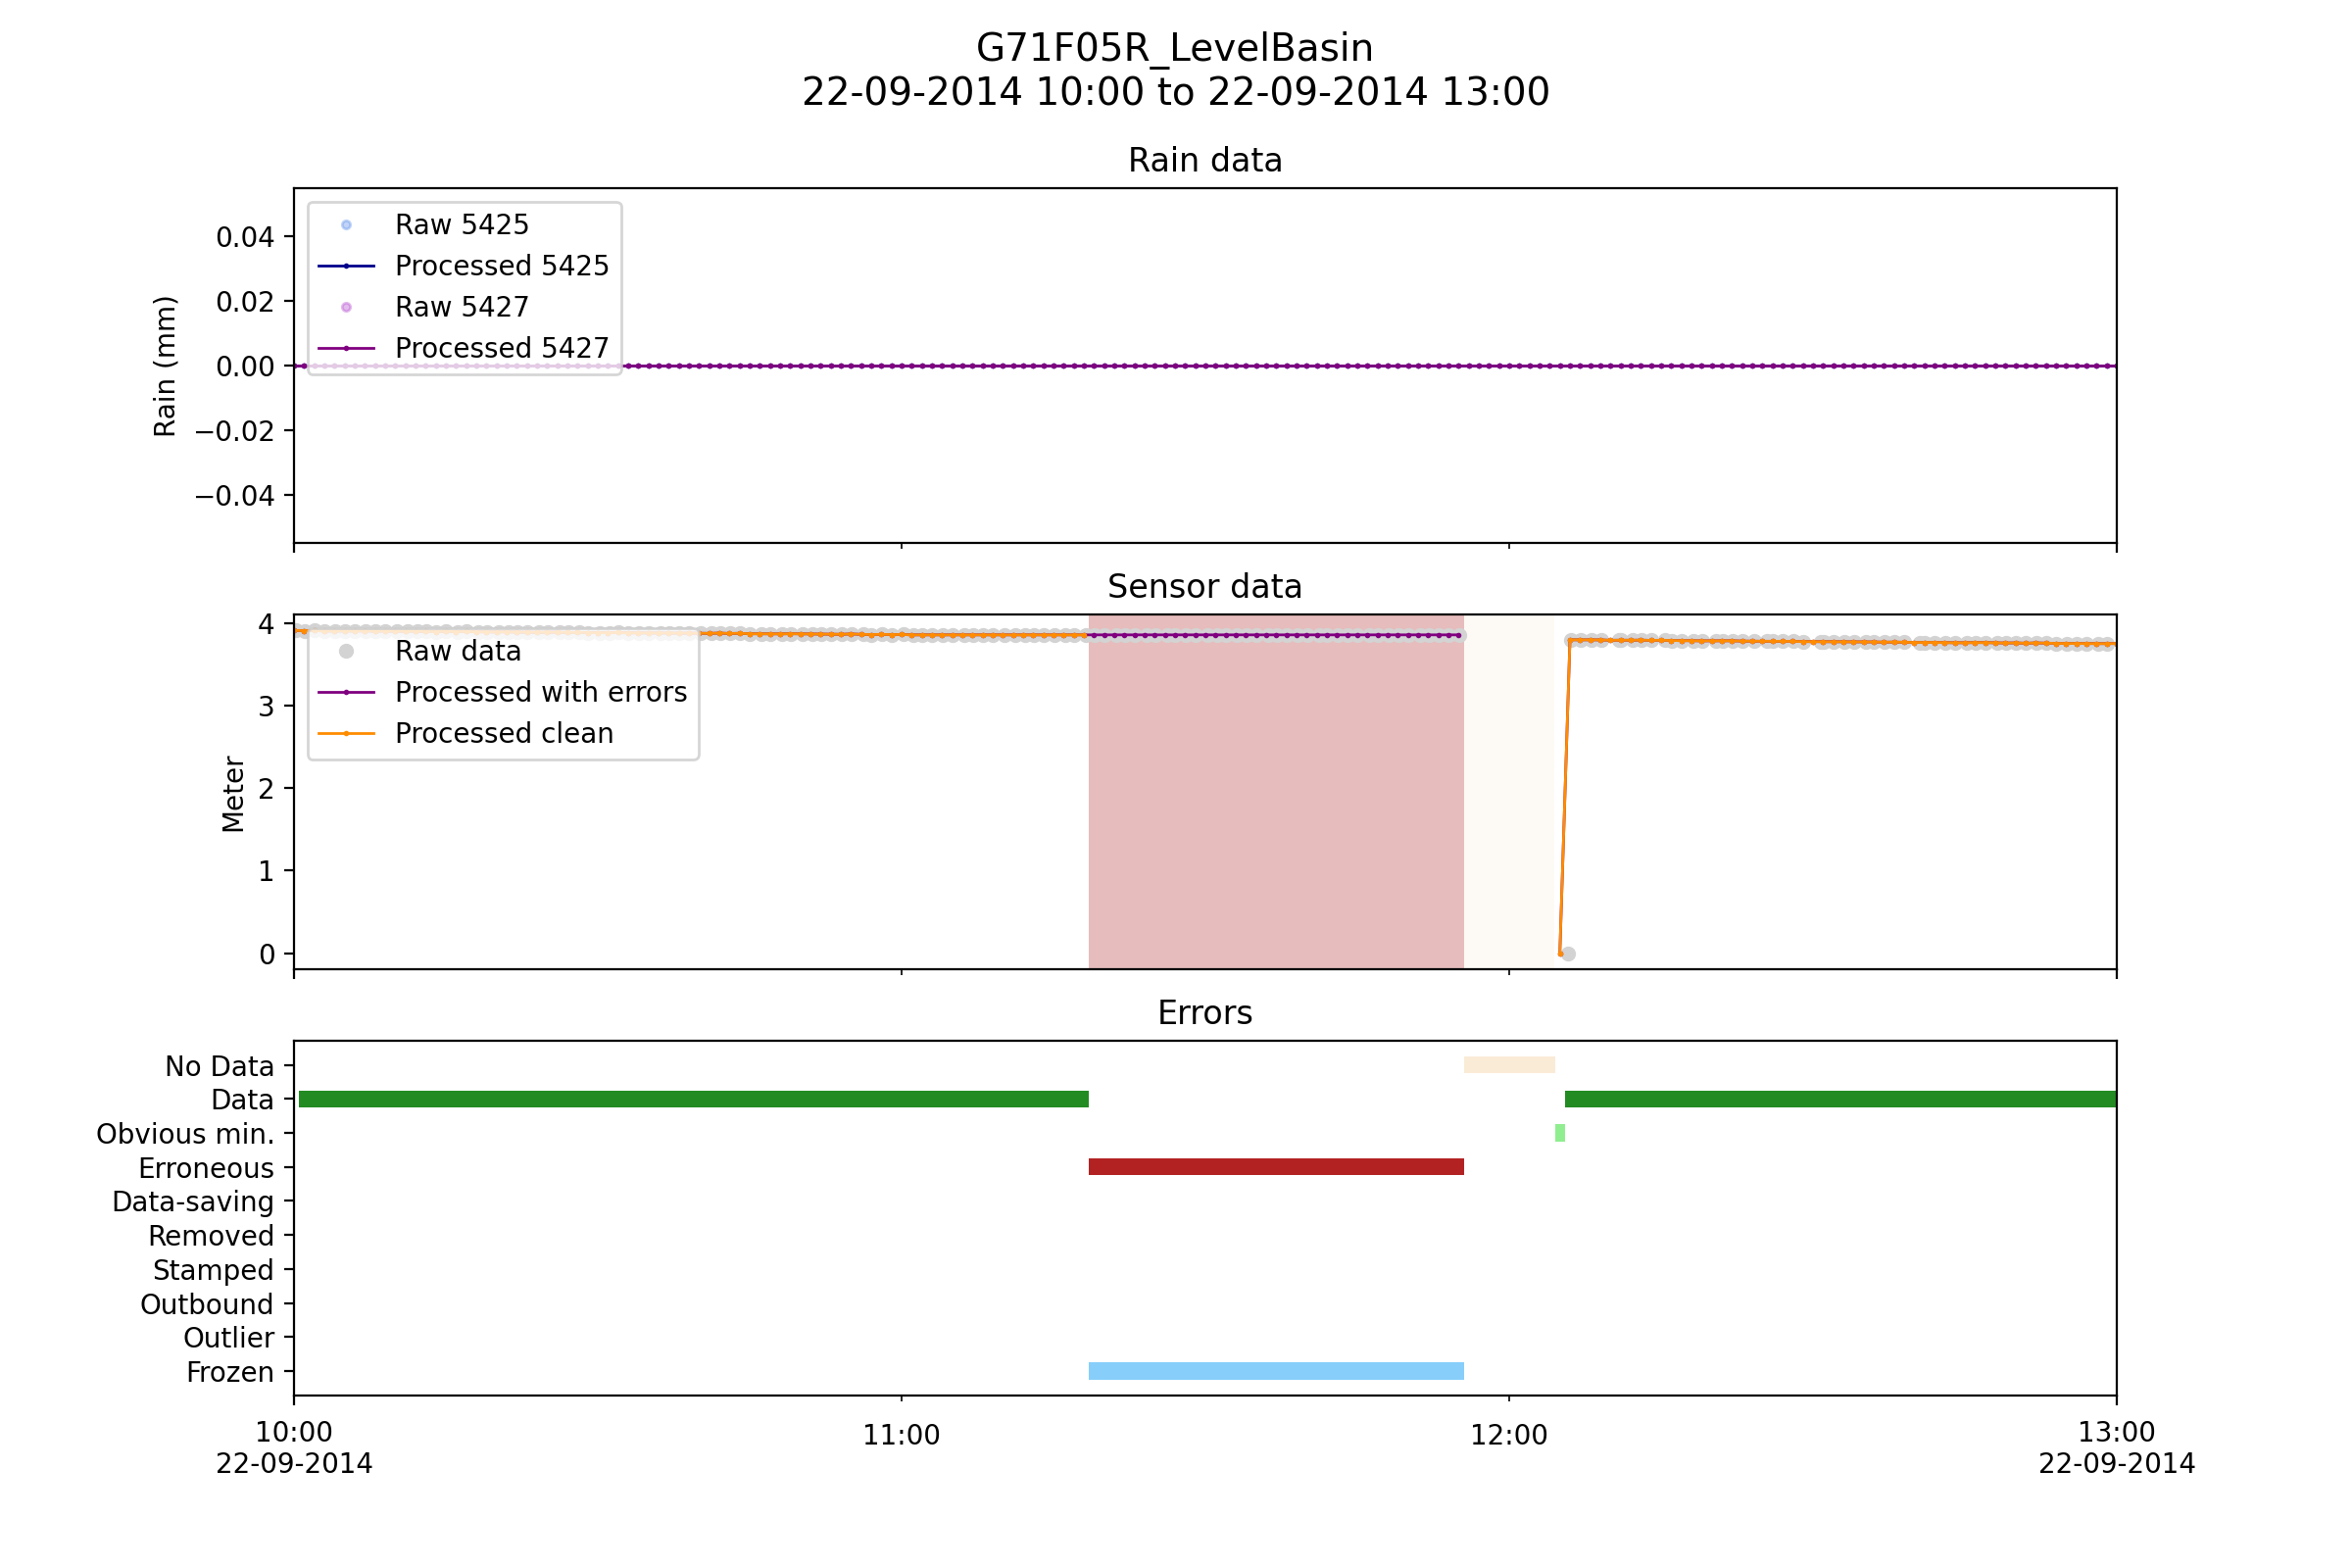 G71F05R_LevelBasin
22-09-2014 10:00 to 22-09-2014 13:00
Rain data
Rain (mm)
0.04
0.02
0.00
−0.02
−0.04
Raw 5425
Processed 5425
Raw 5427
Processed 5427
Sensor data
Meter
4
3
2
1
0
Raw data
Processed with errors
Processed clean
Errors
No Data
Data
Obvious min.
Erroneous
Data-saving
Removed
Stamped
Outbound
Outlier
Frozen
10:00
22-09-2014
11:00
12:00
13:00
22-09-2014